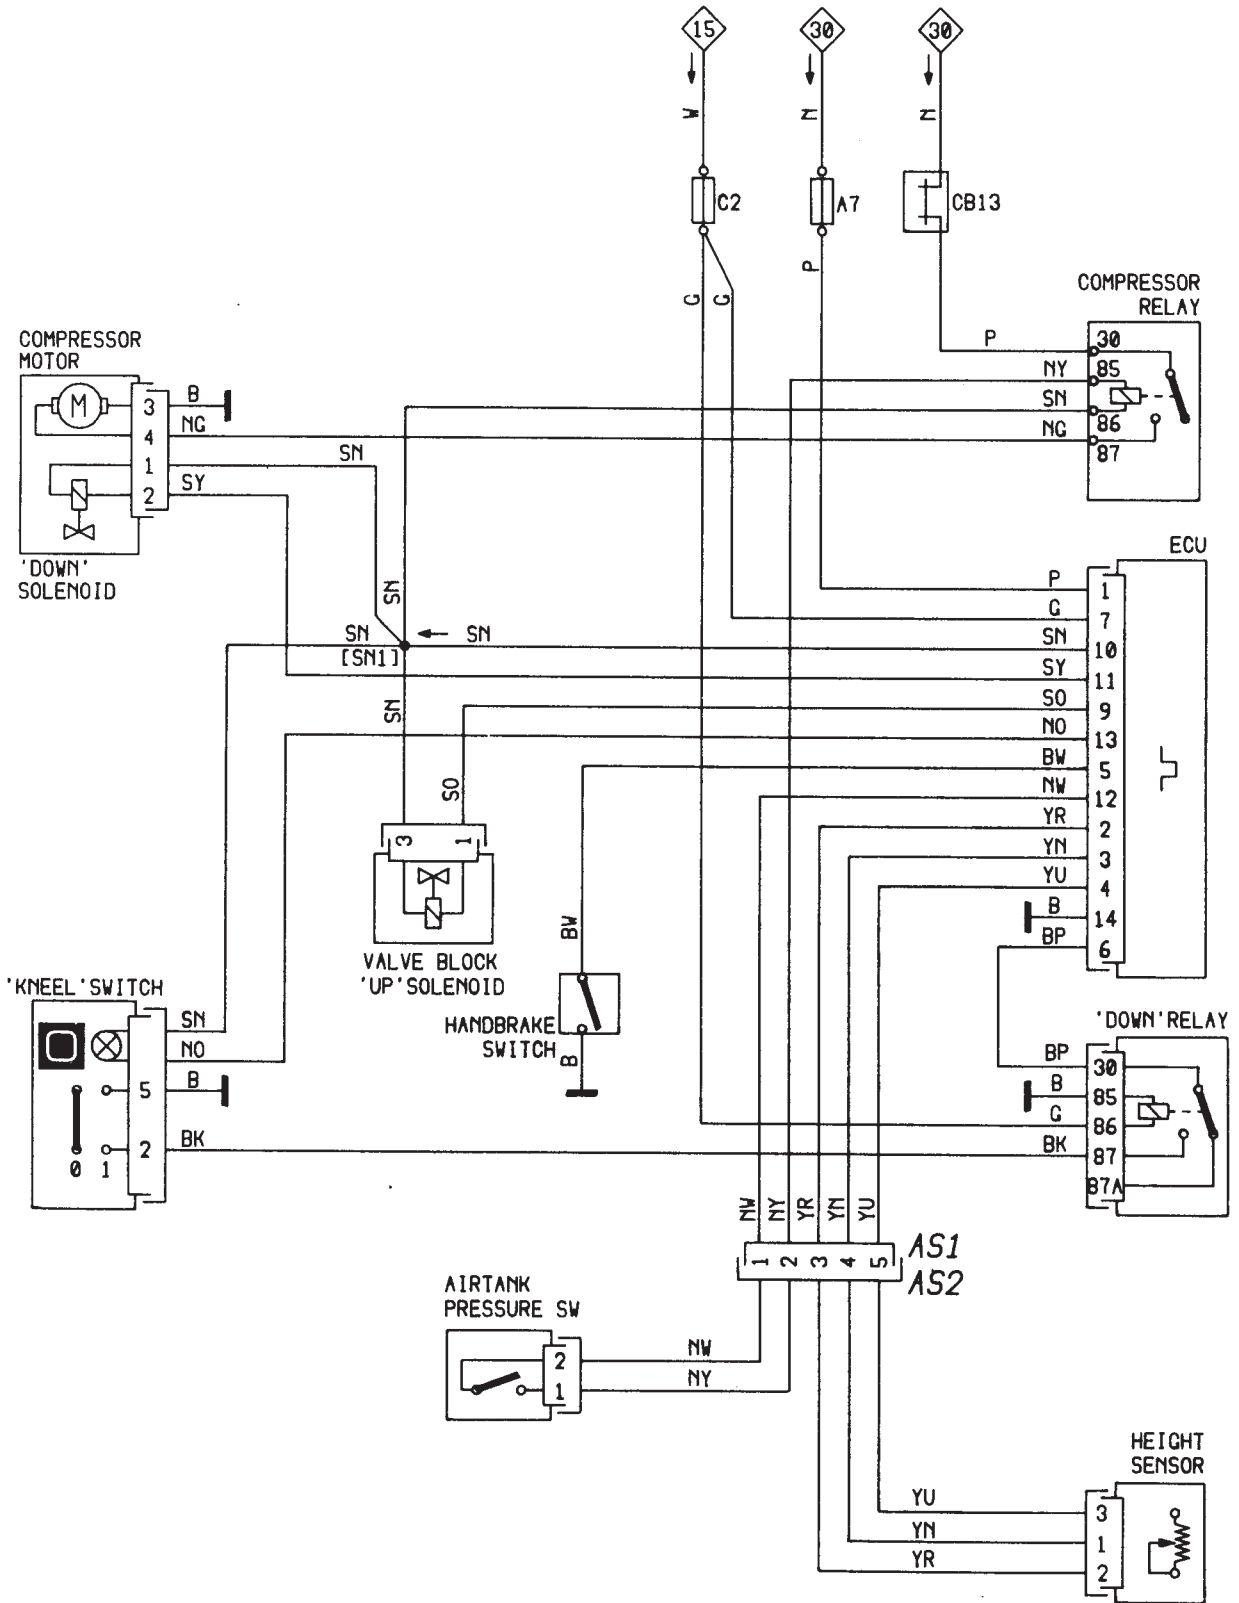 15
30
30
W
N
N
C2
A7
CB13
P
G
G
COMPRESSOR
RELAY
P
30
NY
85
SN
86
NG
87
COMPRESSOR
MOTOR
M
3
B
4
NG
1
SN
2
SY
'DOWN'
SOLENOID
ECU
P
1
G
7
SN
SN
SN
SN
10
[SN1]
SY
11
SN
SO
9
NO
13
BW
5
SO
NW
12
YR
2
YN
3
YU
4
B
14
BP
6
3
1
VALVE BLOCK
'UP'SOLENOID
BW
HANDBRAKE
SWITCH
B
'KNEEL'SWITCH
SN
NO
5
B
2
BK
0
1
'DOWN'RELAY
BP
30
B
85
G
86
BK
87
87A
NW
NY
YR
YN
YU
1
2
3
4
5
AS1
AS2
AIRTANK
PRESSURE SW
2
NW
1
NY
HEIGHT
SENSOR
YU
3
YN
1
YR
2